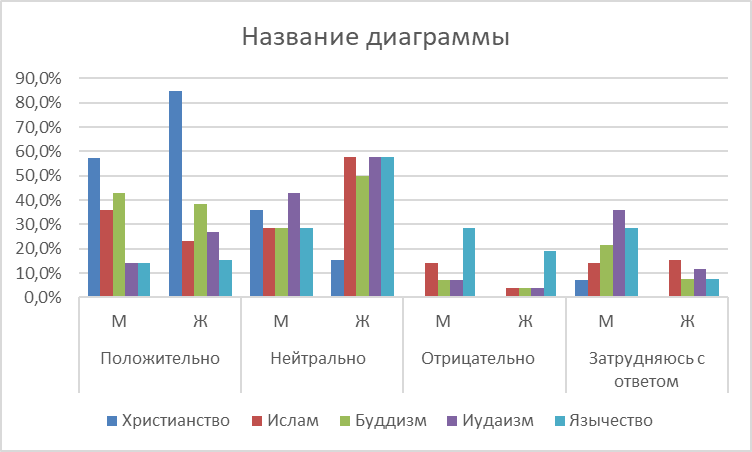 Название диаграммы
90,0%
80,0%
70,0%
60,0%
50,0%
40,0%
30,0%
20,0%
10,0%
0,0%
М Ж М Ж М Ж М Ж
Положительно Нейтрально Отрицательно Затрудняюсь с
ответом
Христианство Ислам Буддизм Иудаизм Язычество